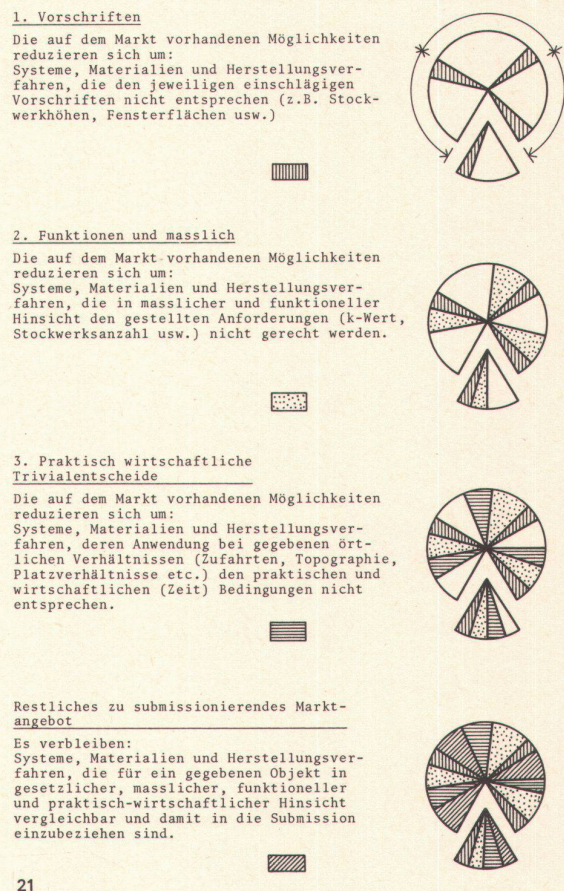 1. Vorschriften
Die auf dem Markt vorhandenen Möglichkeiten
reduzieren sich um:
Systeme, Materialien und Herstellungsver-
fahren, die den jeweiligen einschlägigen
Vorschriften nicht entsprechen (z.B. Stock-
werkhöhen, Fensterflächen usw.)
2. Funktionen und masslich
Die auf dem Markt vorhandenen Möglichkeiten
reduzieren sich um:
Systeme, Materialien und Herstellungsver-
fahren, die in masslicher und funktioneller
Hinsicht den gestellten Anforderungen (k-Wert,
Stockwerksanzahl usw.) nicht gerecht werden.
3. Praktisch wirtschaftliche
Trivialentscheide
Die auf dem Markt vorhandenen Möglichkeiten
reduzieren sich um:
Systeme, Materialien und Herstellungsver-
fahren, deren Anwendung bei gegebenen ört-
lichen Verhältnissen (Zufahrten, Topographie,
Platzverhältnisse etc.) den praktischen und
wirtschaftlichen (Zeit) Bedingungen nicht
entsprechen.
Restliches zu submissionierendes Markt-
angebot
Es verbleiben:
Systeme, Materialien und Herstellungsver-
fahren, die für ein gegebenen Objekt in
gesetzlicher, masslicher, funktioneller
und praktisch-wirtschaftlicher Hinsicht
vergleichbar und damit in die Submission
einzubeziehen sind.
21